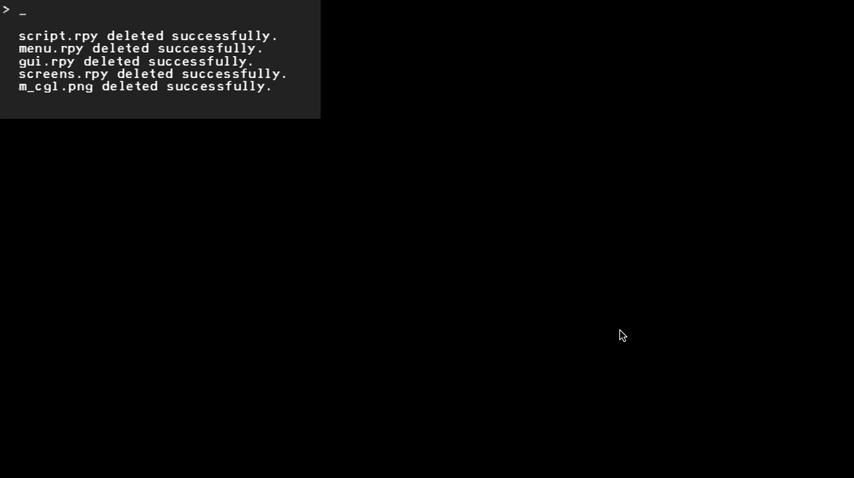 > _
script.rpy deleted successfully.
menu.rpy deleted successfully.
gui.rpy deleted successfully.
screens.rpy deleted successfully.
m_cg1.png deleted successfully.